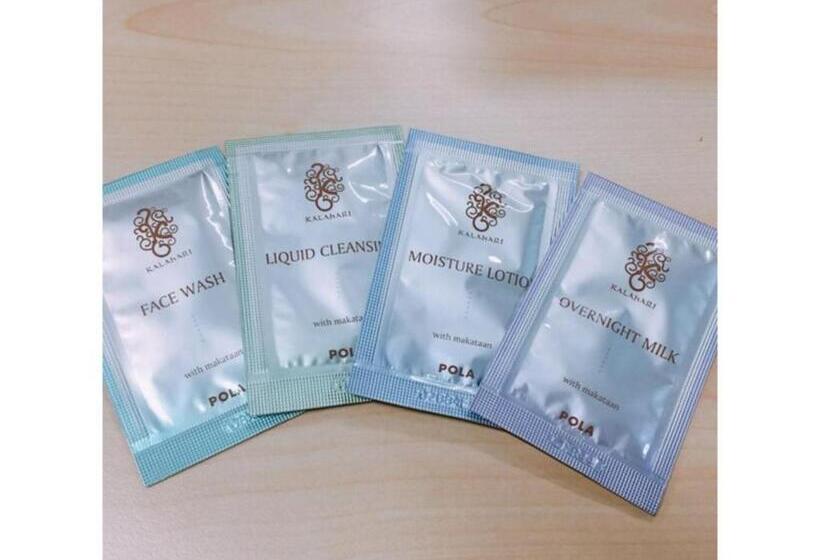 KALAHARI
FACE WASH
with makataan
POLA
KALAHARI
LIQUID CLEANSIN
with makataan
POLA
KALAHARI
MOISTURE LOTIO
with makataan
POLA
KALAHARI
OVERNIGHT MILK
with makataan
POLA